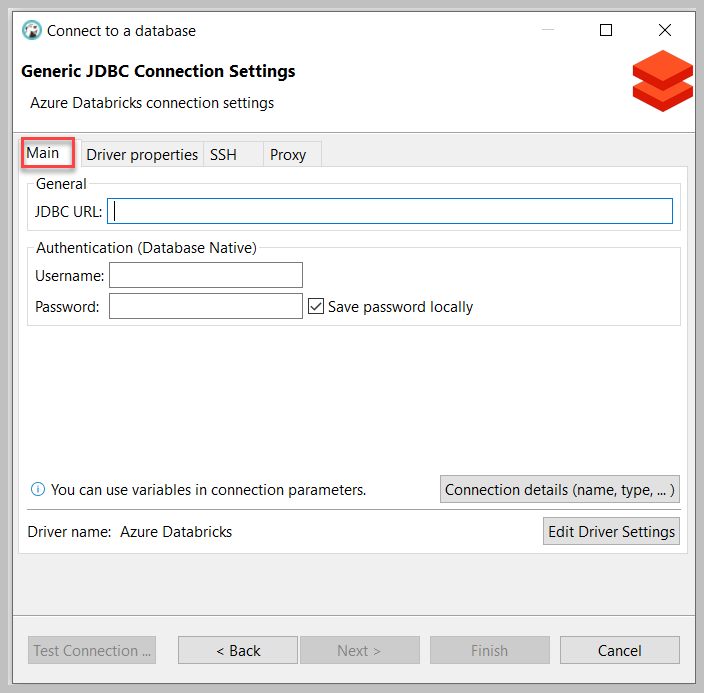 Connect to a database
Generic JDBC Connection Settings
Azure Databricks connection settings
Main Driver properties SSH Proxy
General
JDBC URL:
Authentication (Database Native)
Username:
Password: Save password locally
You can use variables in connection parameters. Connection details (name, type, ... )
Driver name: Azure Databricks Edit Driver Settings
Test Connection ... < Back Next > Finish Cancel